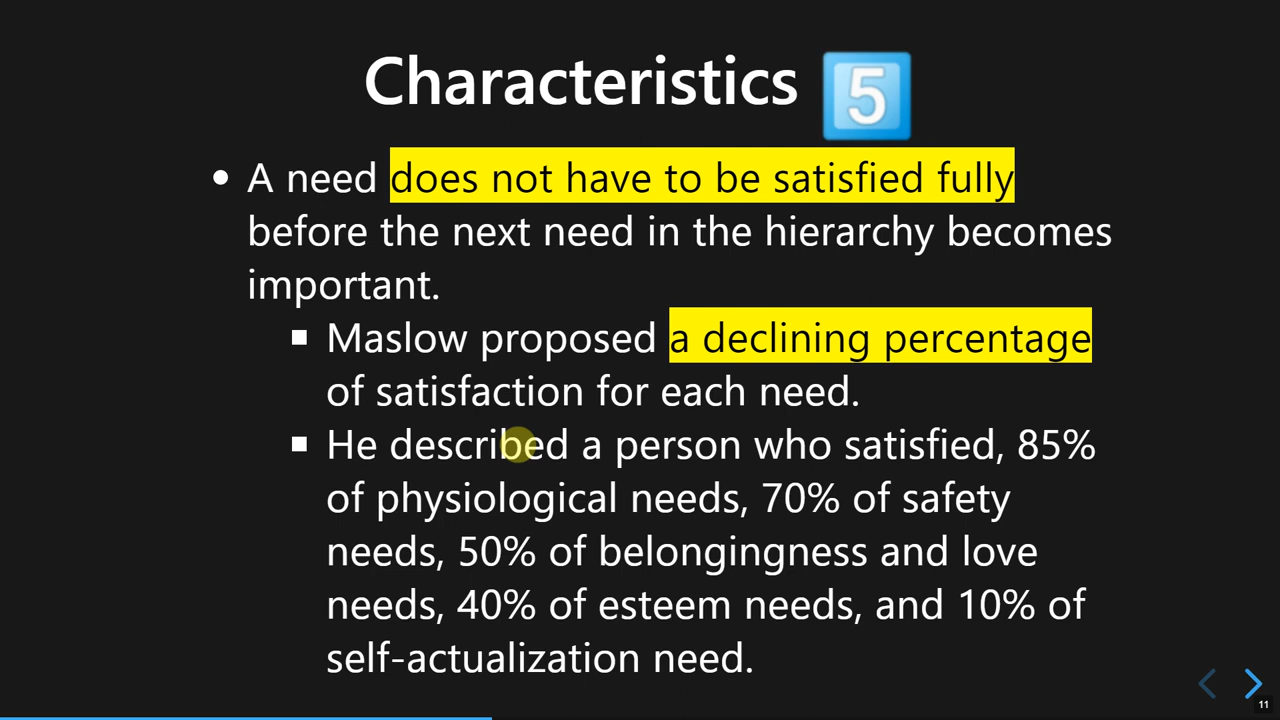 Characteristics 5
• A need does not have to be satisfied fully
before the next need in the hierarchy becomes
important.
▪ Maslow proposed a declining percentage
of satisfaction for each need.
▪ He described a person who satisfied, 85%
of physiological needs, 70% of safety
needs, 50% of belongingness and love
needs, 40% of esteem needs, and 10% of
self-actualization need.
11